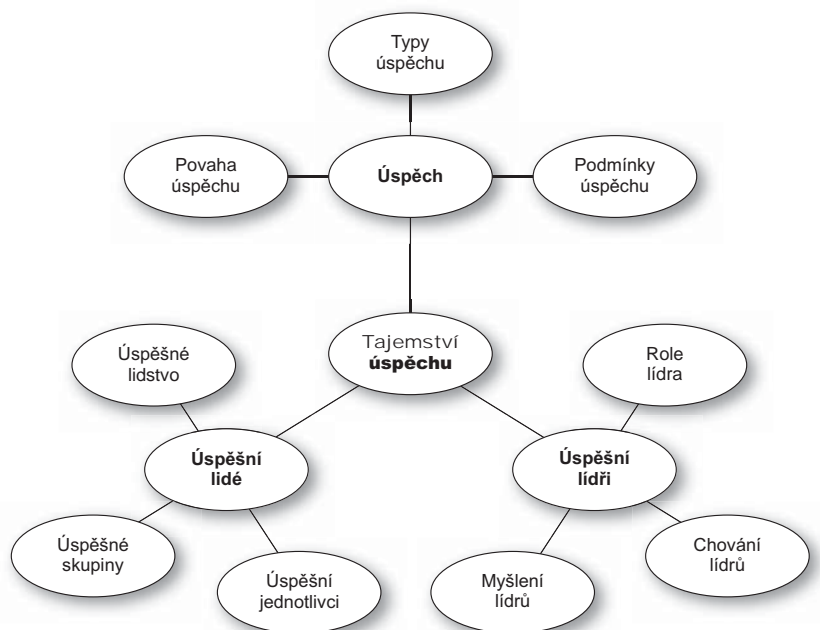 Typy
úspěchu
Povaha
úspěchu
Úspěch
Podmínky
úspěchu
Tajemství
úspěchu
Úspěšné
lidstvo
Role
lídra
Úspěšní
lidé
Úspěšní
lídři
Úspěšné
skupiny
Úspěšní
jednotlivci
Myšlení
lídrů
Chování
lídrů